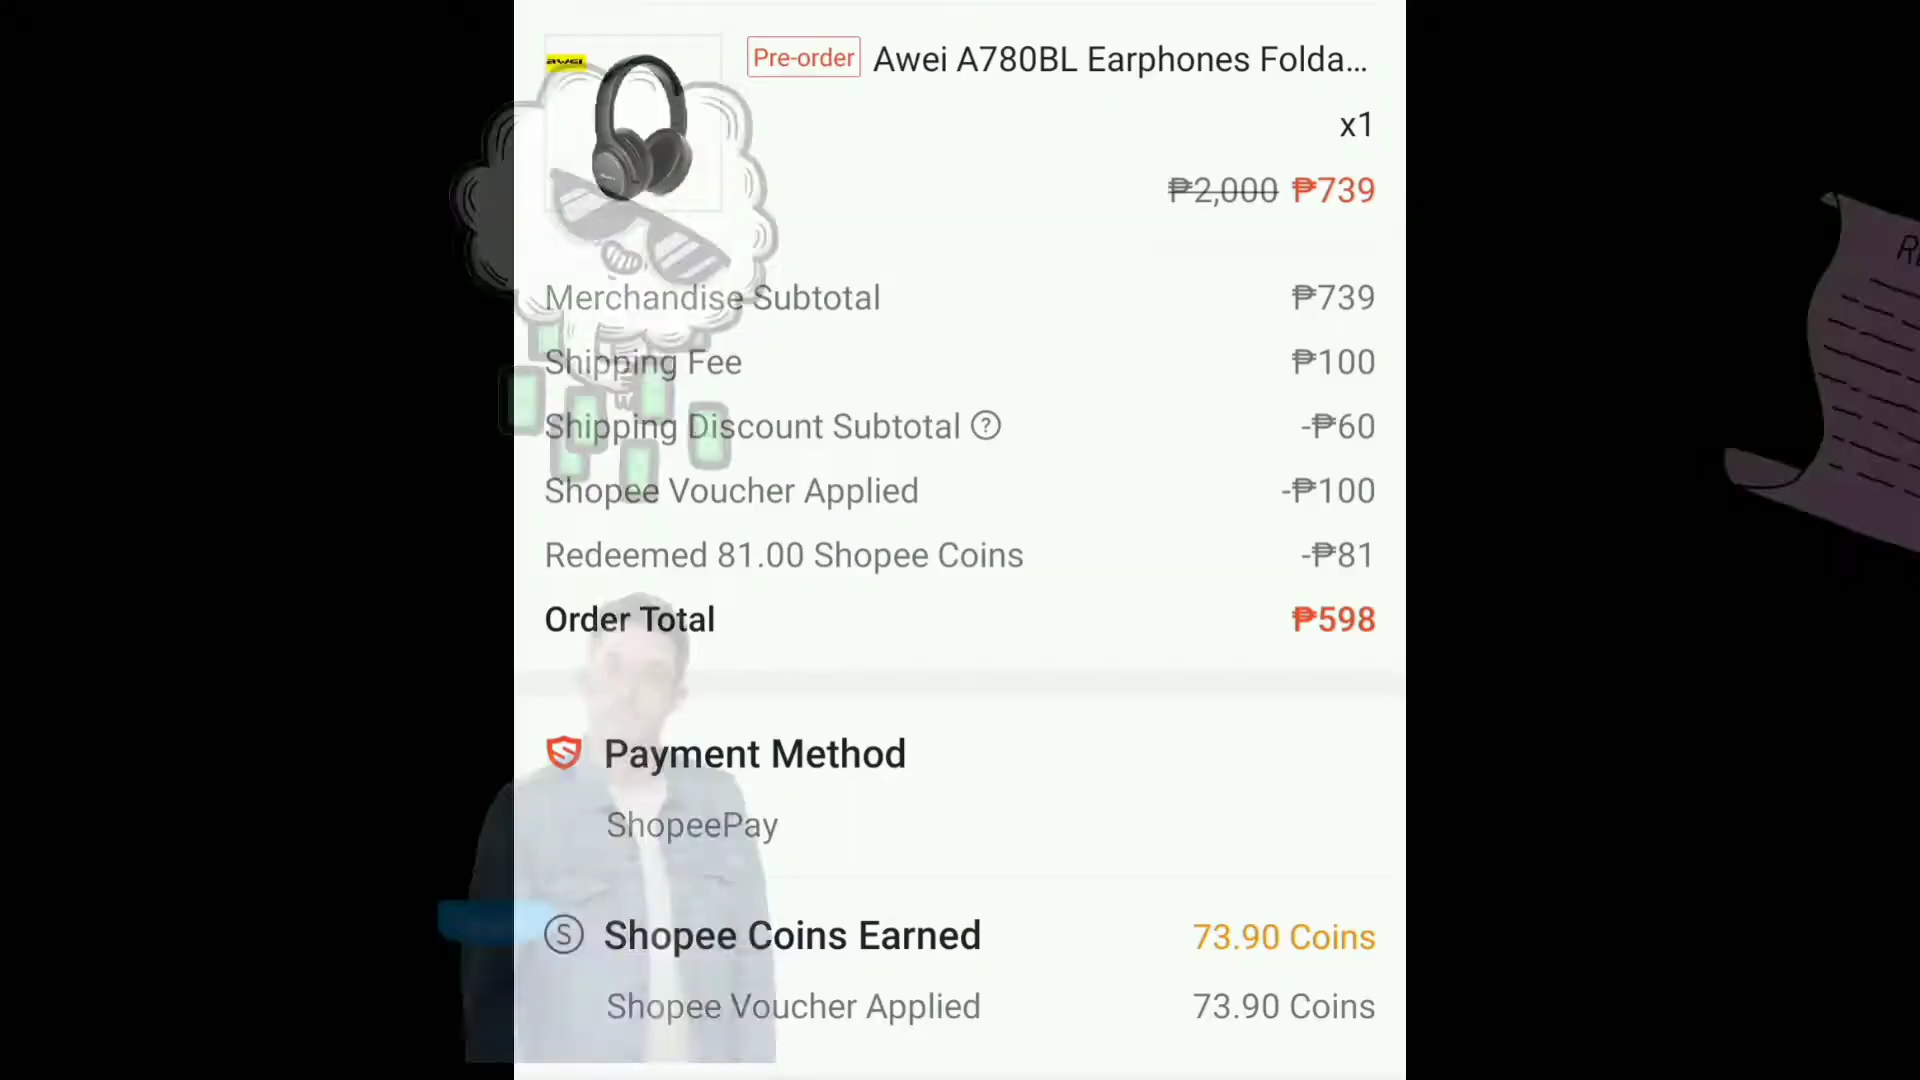 awei
Pre-order Awei A780BL Earphones Folda...
x1
₱2,000 ₱739
Merchandise Subtotal ₱739
Shipping Fee ₱100
Shipping Discount Subtotal ? -₱60
Shopee Voucher Applied -₱100
Redeemed 81.00 Shopee Coins -₱81
Order Total ₱598
Payment Method
ShopeePay
S Shopee Coins Earned 73.90 Coins
Shopee Voucher Applied 73.90 Coins